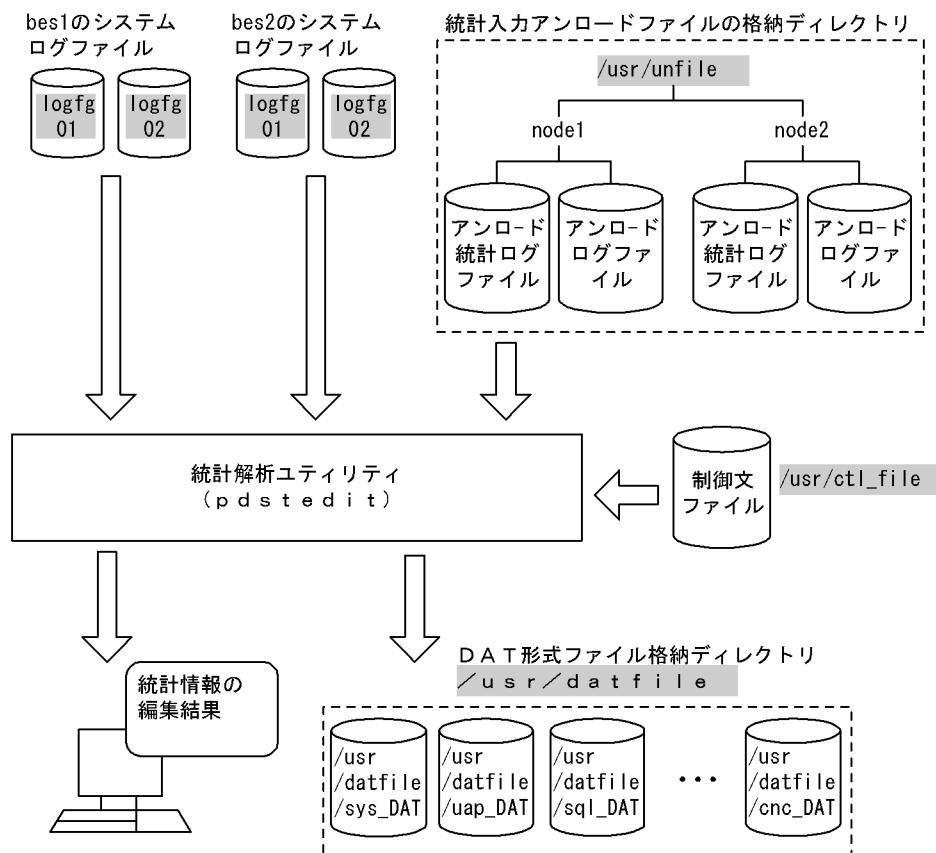 bes1のシステム
ログファイル
bes2のシステム
ログファイル
統計入力アンロードファイルの格納ディレクトリ
logfg
01
logfg
02
logfg
01
logfg
02
/usr/unfile
node1
node2
アンロード
統計ログ
ファイル
アンロード
ログファ
イル
アンロード
統計ログ
ファイル
アンロード
ログファ
イル
統計解析ユティリティ
(ｐｄｓｔｅｄｉｔ)
制御文
ファイル
/usr/ctl_file
統計情報の
編集結果
ＤＡＴ形式ファイル格納ディレクトリ
／ｕｓｒ／ｄａｔｆｉｌｅ
/usr
/datfile
/sys_DAT
/usr
/datfile
/uap_DAT
/usr
/datfile
/sql_DAT
･･･
/usr
/datfile
/cnc_DAT